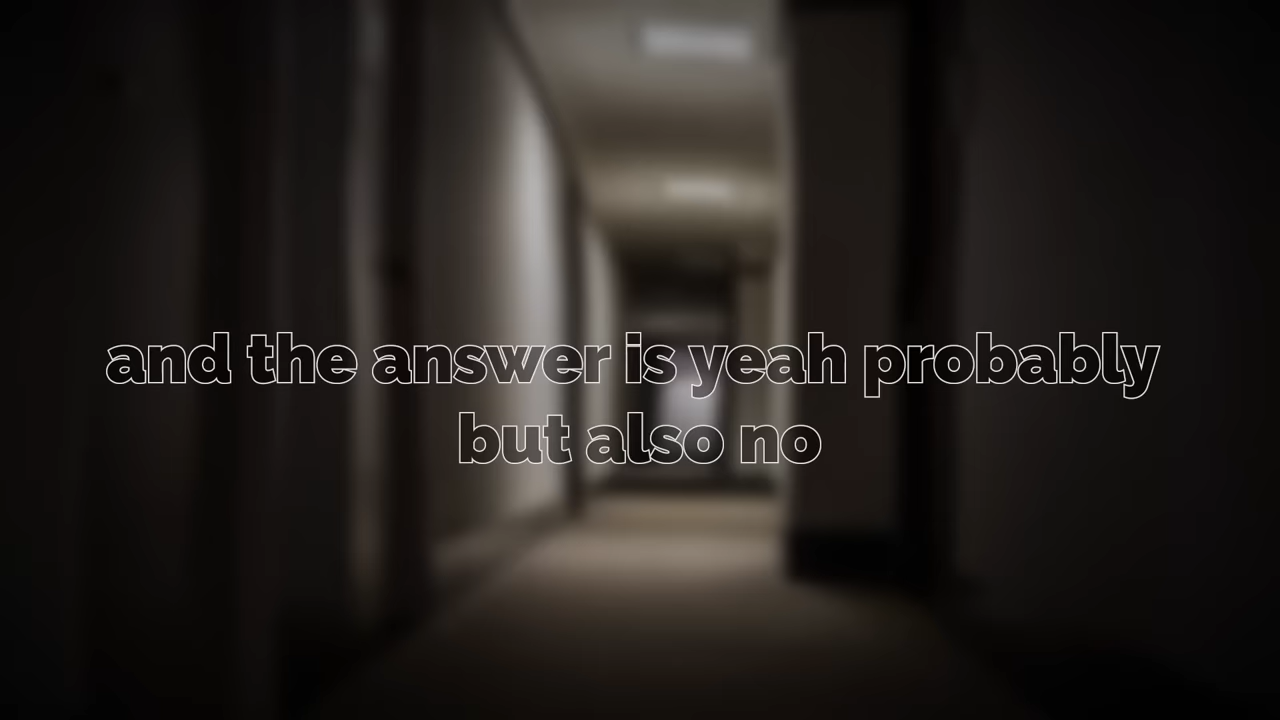 and the answer is yeah probably
but also no